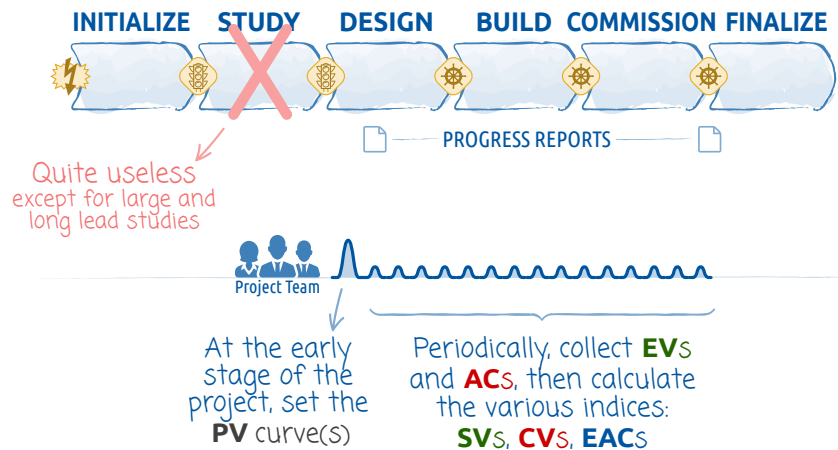 INITIALIZE STUDY DESIGN BUILD COMMISSION FINALIZE
PROGRESS REPORTS
Quite useless
except for large and
long lead studies
Project Team
At the early
stage of the
project, set the
PV curve(s)
Periodically, collect EVs
and ACs, then calculate
the various indices:
SVs, CVs, EACs